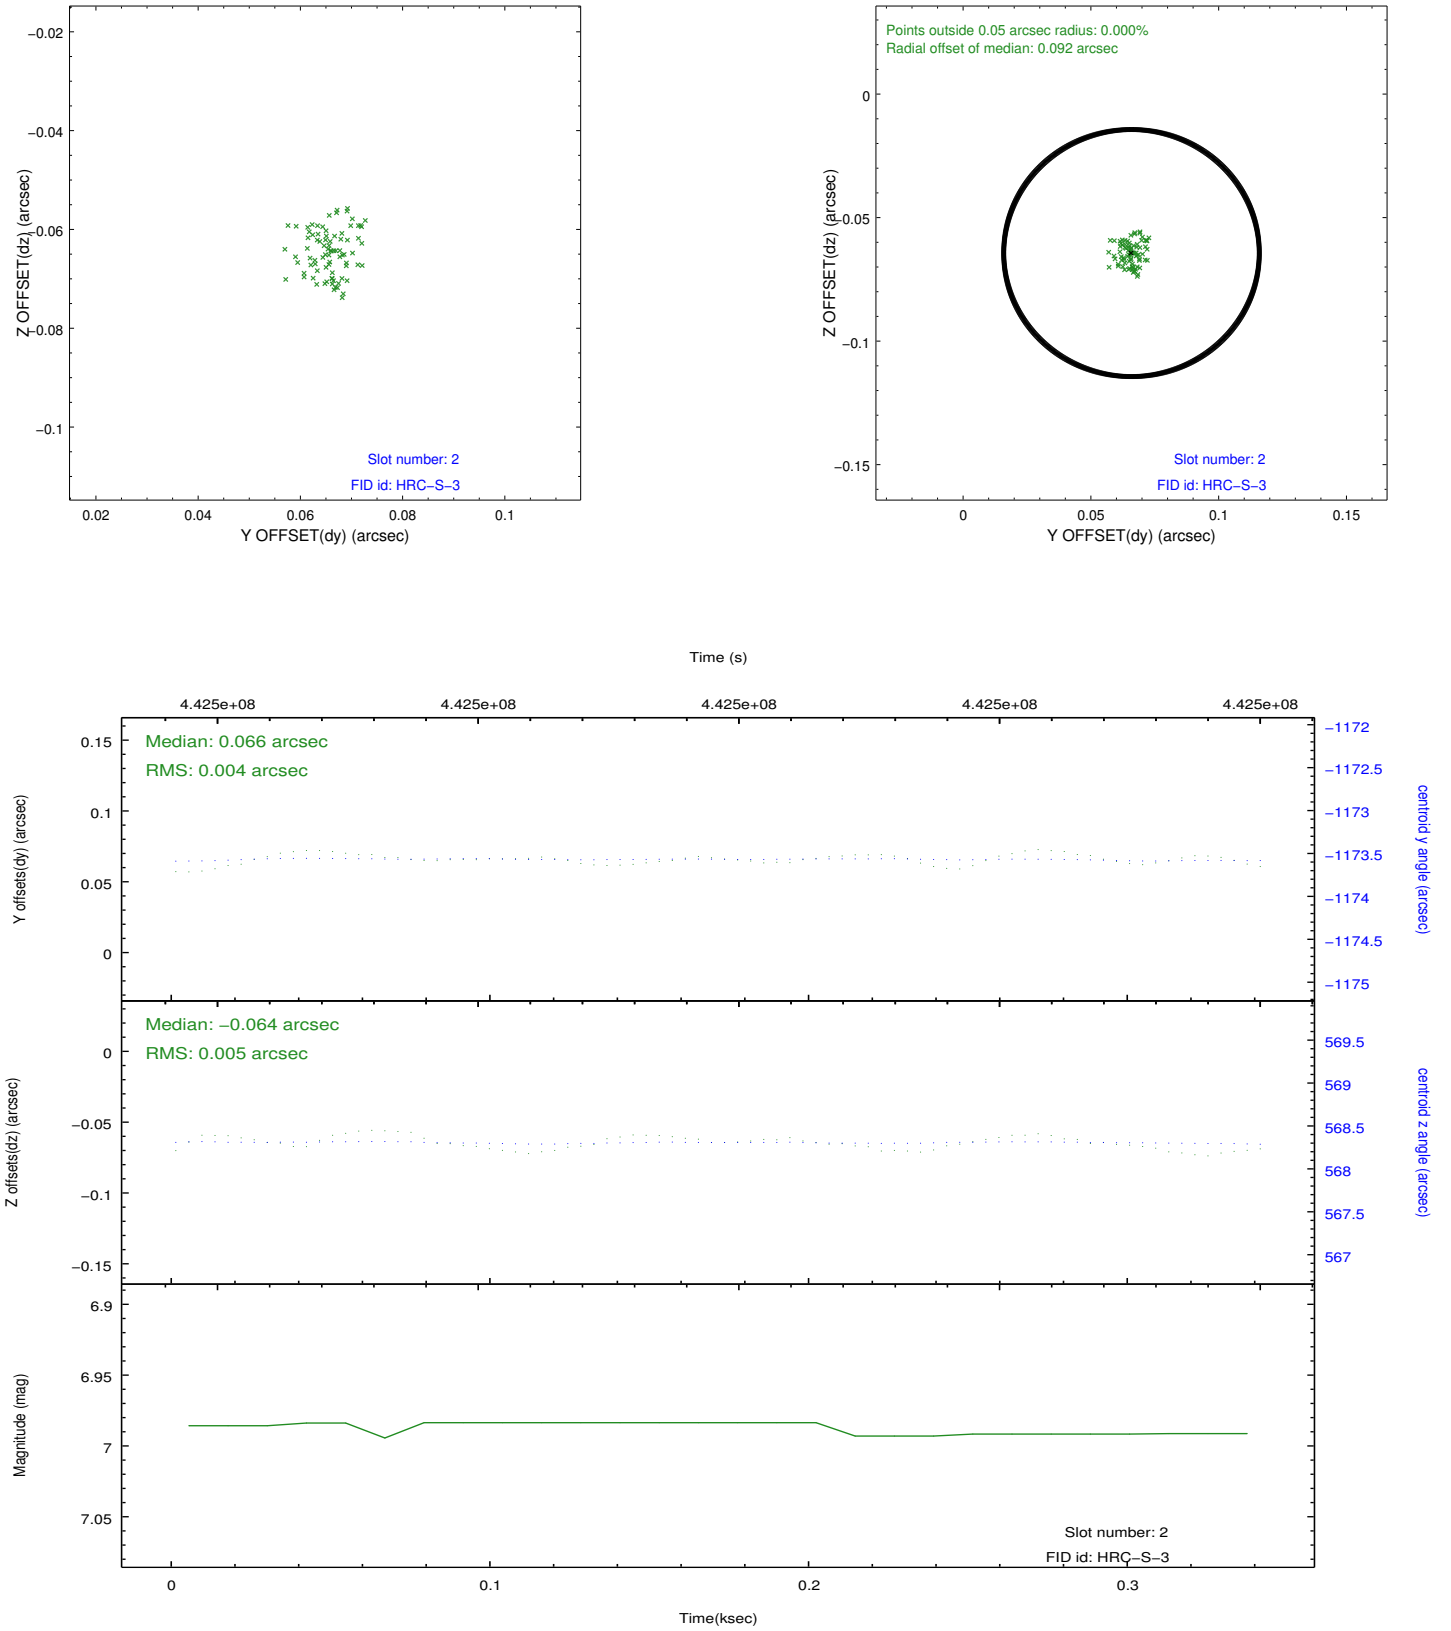 −0.02
−0.04
−0.06
−0.08
−0.1
Z OFFSET(dz) (arcsec)
Slot number: 2
FID id: HRC−S−3
0.02 0.04 0.06 0.08 0.1
Y OFFSET(dy) (arcsec)
Points outside 0.05 arcsec radius: 0.000%
Radial offset of median: 0.092 arcsec
0
−0.05
−0.1
−0.15
Z OFFSET(dz) (arcsec)
Slot number: 2
FID id: HRC−S−3
0 0.05 0.1 0.15
Y OFFSET(dy) (arcsec)
Time (s)
4.425e+08 4.425e+08 4.425e+08 4.425e+08 4.425e+08
Median: 0.066 arcsec
RMS: 0.004 arcsec
0.15
0.1
0.05
0
Y offsets(dy) (arcsec)
−1172
−1172.5
−1173
−1173.5
−1174
−1174.5
−1175
centroid y angle (arcsec)
Median: −0.064 arcsec
RMS: 0.005 arcsec
0
−0.05
−0.1
−0.15
Z offsets(dz) (arcsec)
569.5
569
568.5
568
567.5
567
centroid z angle (arcsec)
6.9
6.95
7
7.05
Magnitude (mag)
Slot number: 2
FID id: HRC−S−3
0 0.1 0.2 0.3
Time(ksec)